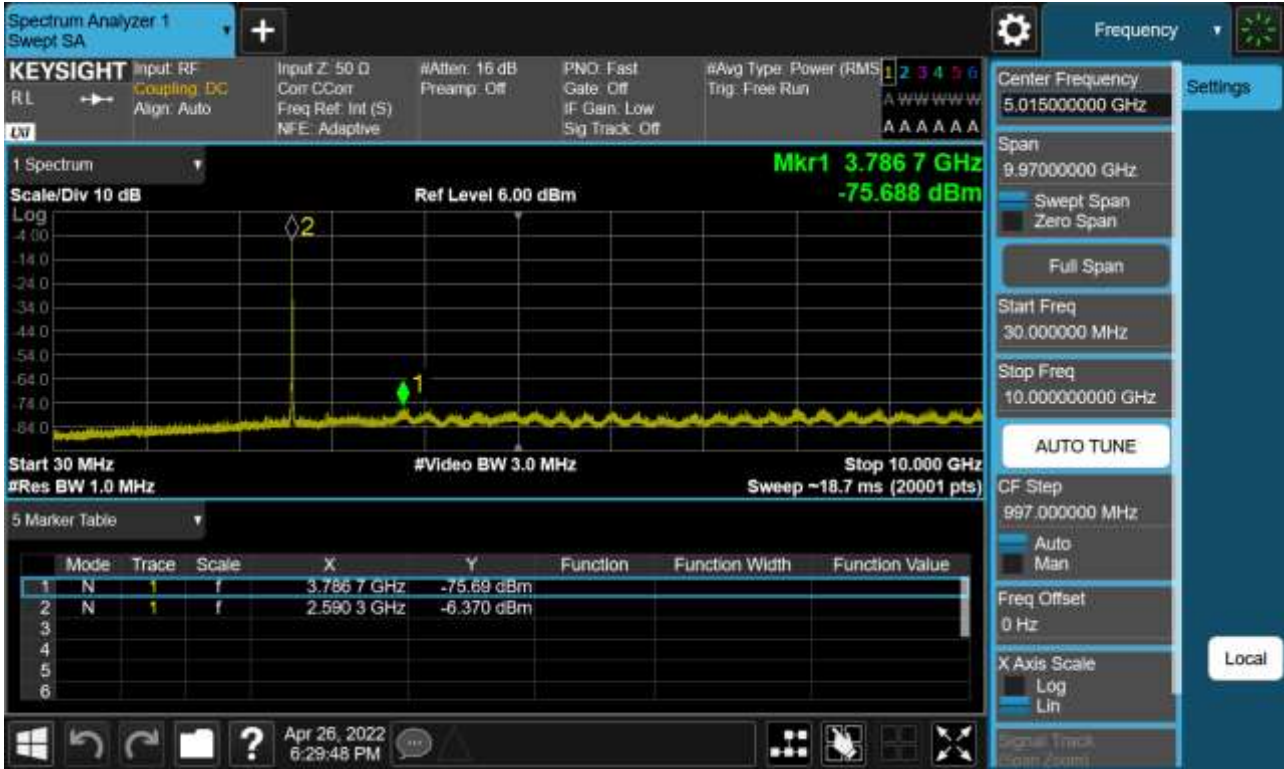 Spectrum Analyzer 1
Swept SA
+
Frequency
KEYSIGHT
RL
LXI
Input: RF
Coupling: DC
Align: Auto
Input Z: 50 Ω
Corr CCorr
Freq Ref: Int (S)
NFE: Adaptive
#Atten: 16 dB
Preamp: Off
PNO: Fast
Gate: Off
IF Gain: Low
Sig Track: Off
#Avg Type: Power (RMS
Trig: Free Run
1 2 3 4 5 6
A W W W W W
A A A A A A
1 Spectrum
Scale/Div 10 dB
Ref Level 6.00 dBm
Mkr1 3.786 7 GHz
-75.688 dBm
Log
-4.00
-14.0
-24.0
-34.0
-44.0
-54.0
-64.0
-74.0
-84.0
2
1
Start 30 MHz
#Video BW 3.0 MHz
Stop 10.000 GHz
#Res BW 1.0 MHz
Sweep ~18.7 ms (20001 pts)
5 Marker Table
Mode Trace Scale X Y Function Function Width Function Value
1 N 1 f 3.786 7 GHz -75.69 dBm
2 N 1 f 2.590 3 GHz -6.370 dBm
3
4
5
6
?
Apr 26, 2022
6:29:48 PM
Center Frequency
5.015000000 GHz
Settings
Span
9.97000000 GHz
Swept Span
Zero Span
Full Span
Start Freq
30.000000 MHz
Stop Freq
10.000000000 GHz
AUTO TUNE
CF Step
997.000000 MHz
Auto
Man
Freq Offset
0 Hz
X Axis Scale
Log
Lin
Signal Track
(Span Zoom)
Local